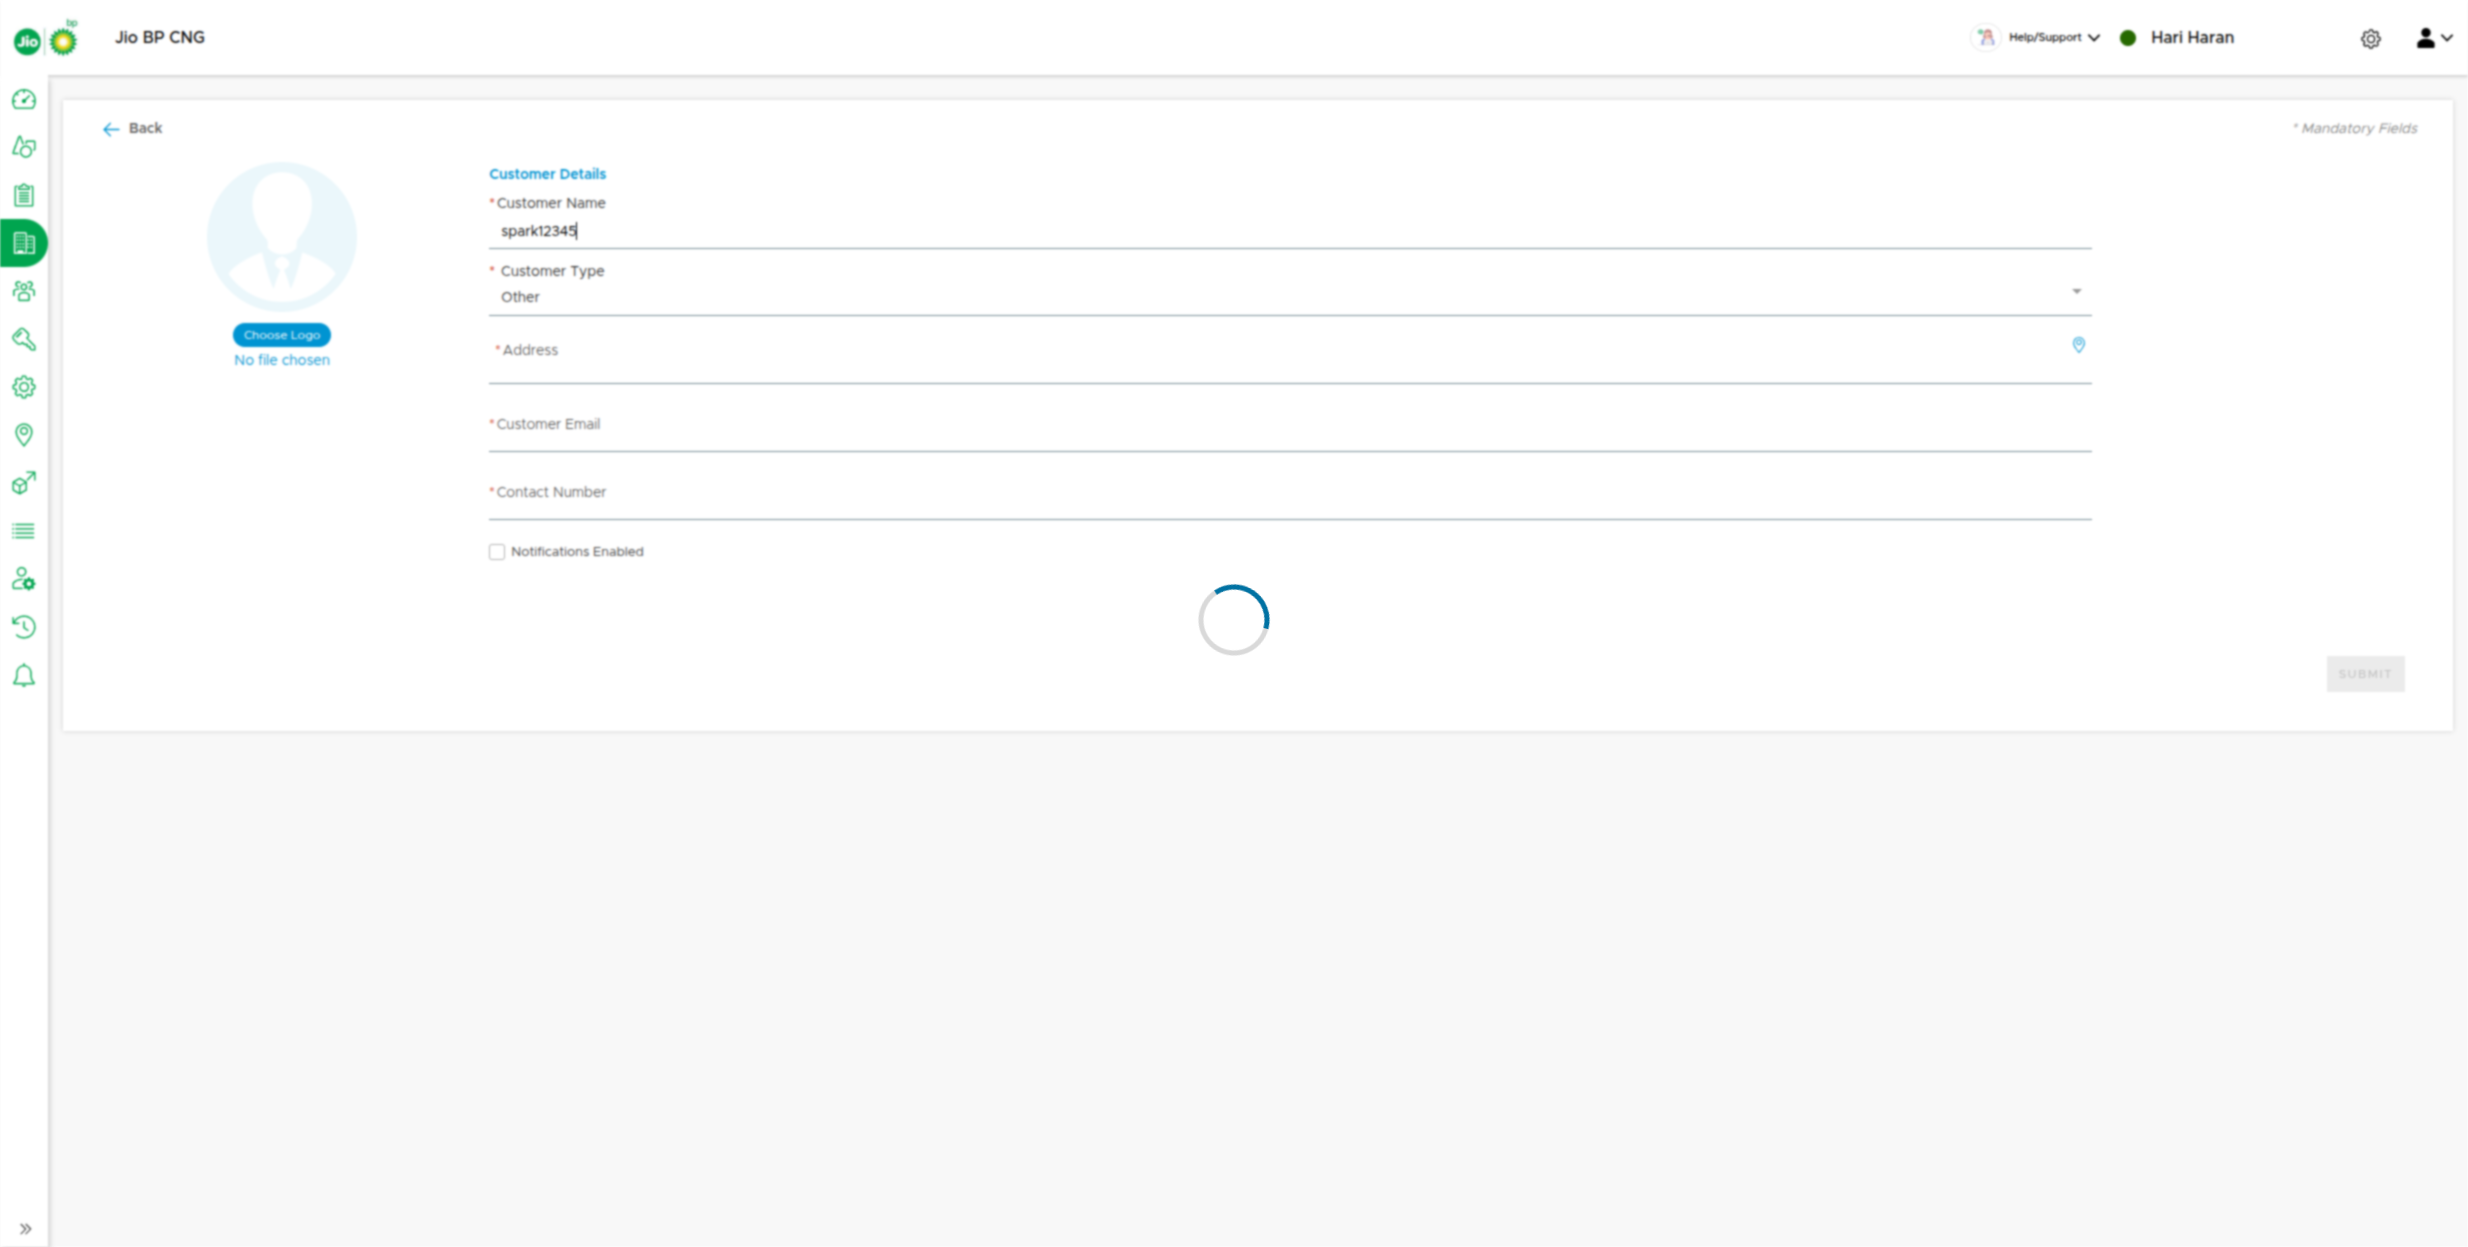 bp
Jio
Jio BP CNG
Help/Support
Hari Haran
Back
* Mandatory Fields
Customer Details
*Customer Name
spark12345
* Customer Type
Other
Choose Logo
No file chosen
*Address
*Customer Email
*Contact Number
Notifications Enabled
SUBMIT